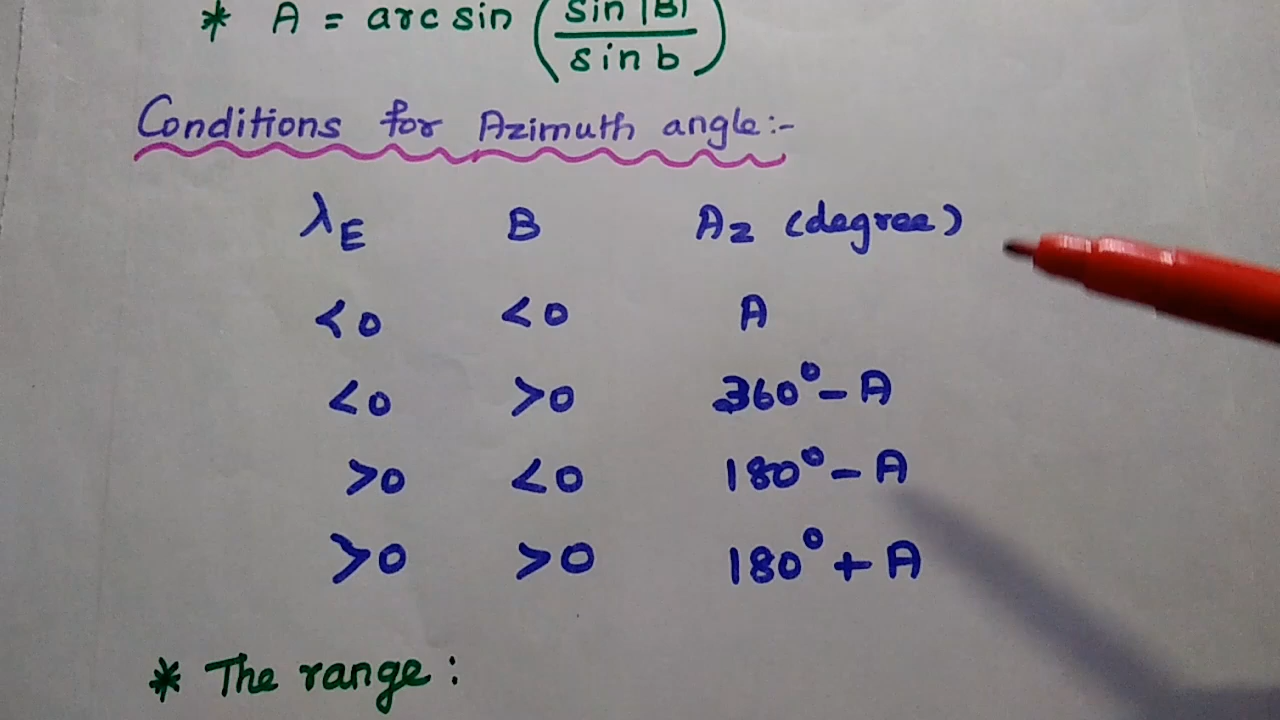 * A = arc sin (sin |B| / sin b)
Conditions for Azimuth angle:-
λE B Az (degree)
<0 <0 A
<0 >0 360° - A
>0 <0 180° - A
>0 >0 180° + A
* The range :